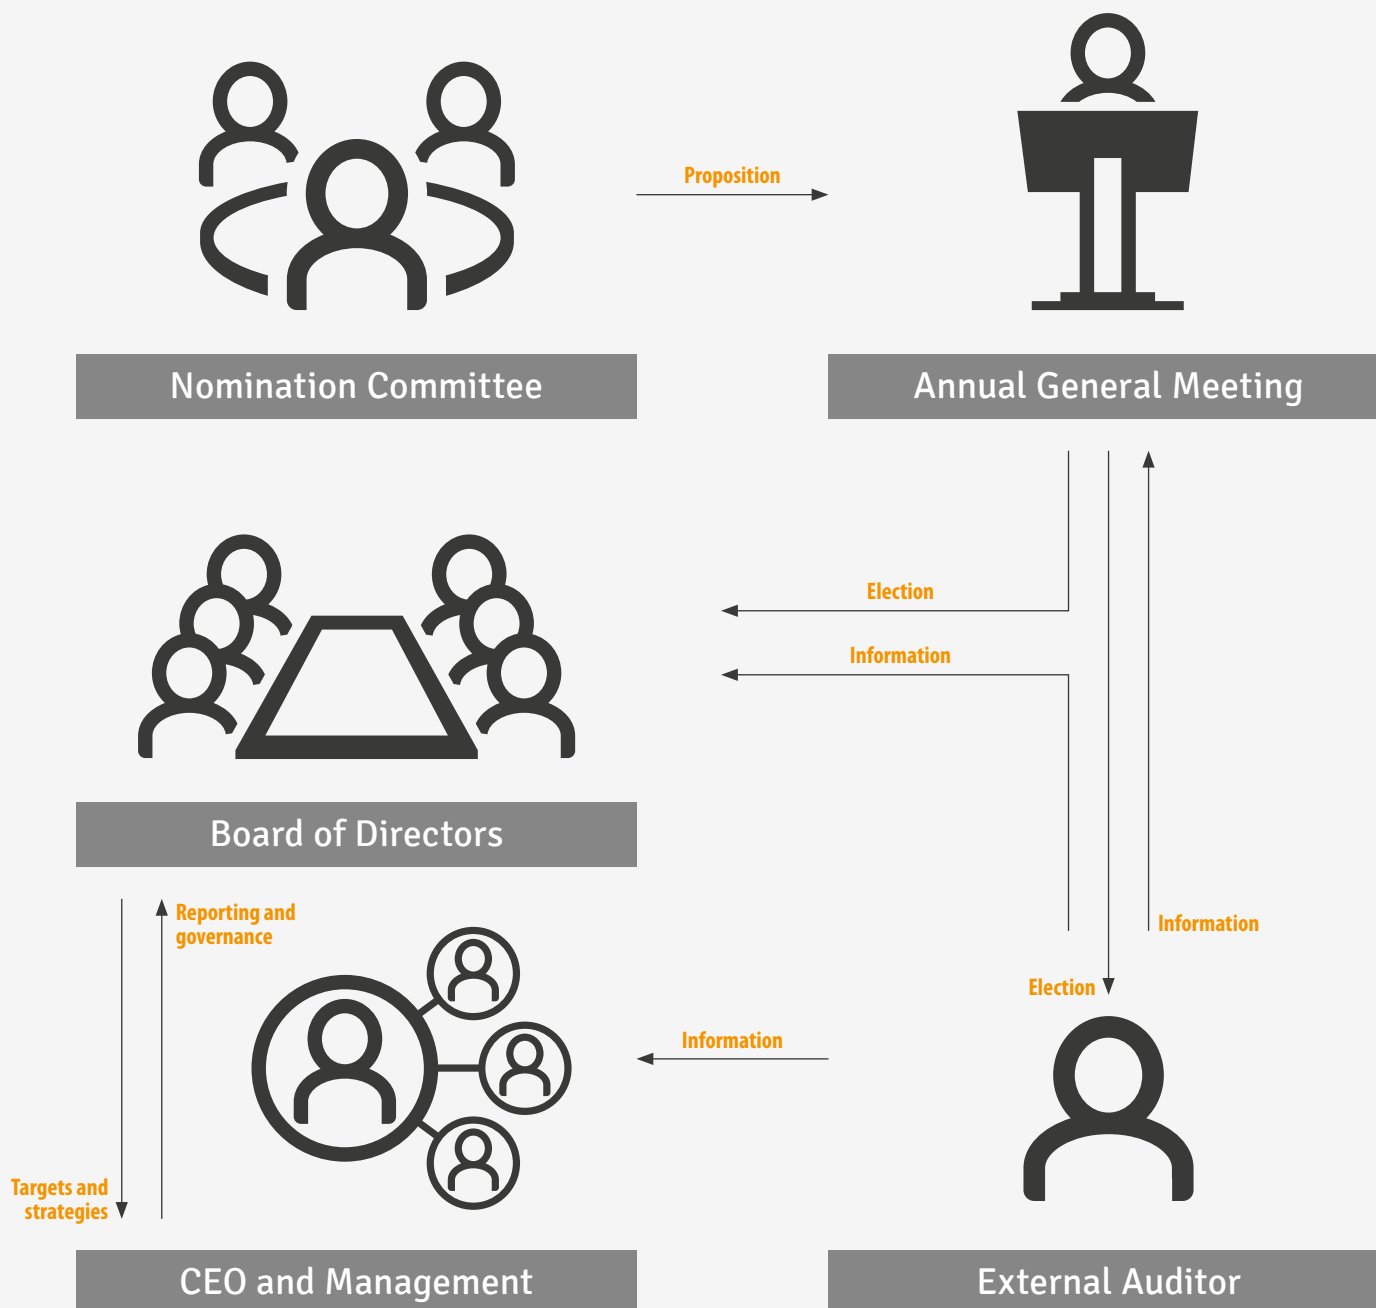 Proposition
Nomination Committee
Annual General Meeting
Election
Information
Board of Directors
Reporting and
governance
Information
Election
Information
Targets and
strategies
CEO and Management
External Auditor